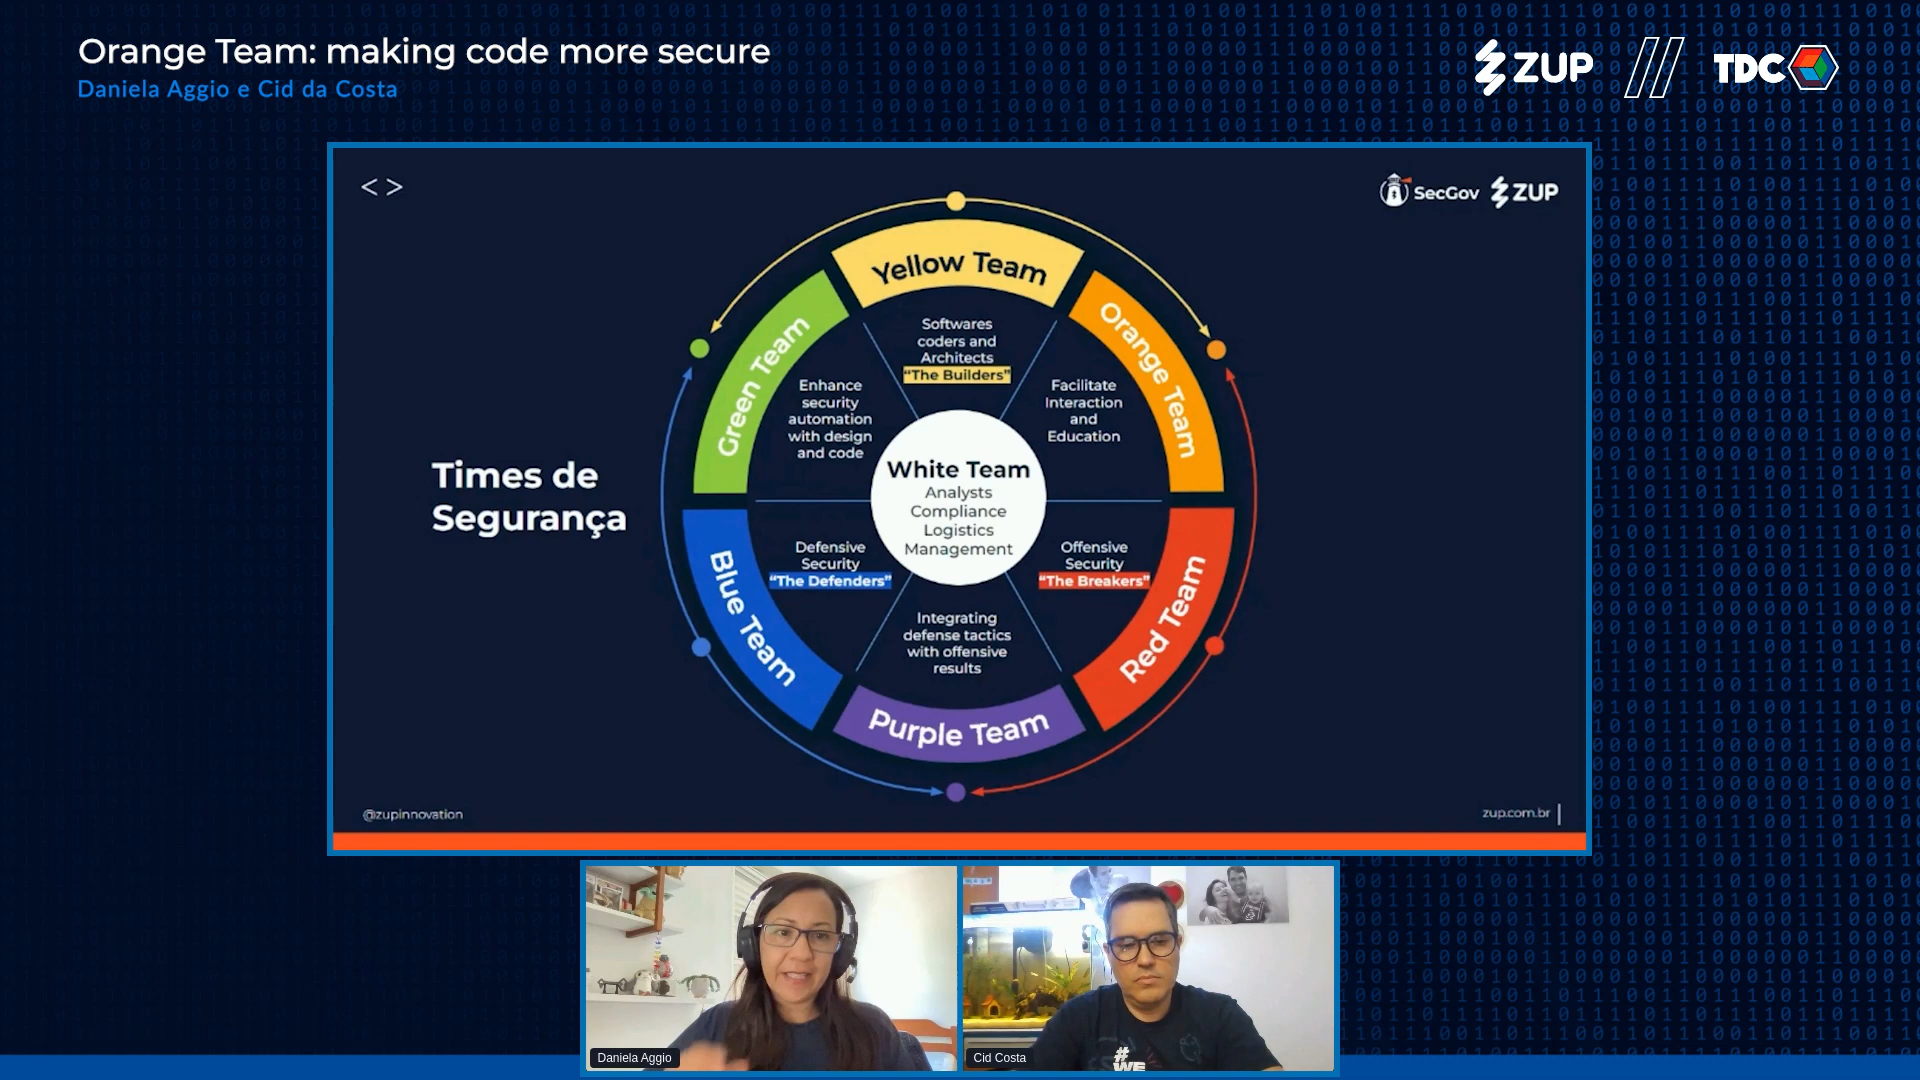 Orange Team: making code more secure
Daniela Aggio e Cid da Costa
ZUP
TDC
< >
SecGov
ZUP
Times de
Segurança
Yellow Team
Softwares
coders and
Architects
“The Builders”
Orange Team
Facilitate
Interaction
and
Education
Green Team
Enhance
security
automation
with design
and code
White Team
Analysts
Compliance
Logistics
Management
Blue Team
Defensive
Security
“The Defenders”
Red Team
Offensive
Security
“The Breakers”
Purple Team
Integrating
defense tactics
with offensive
results
@zupinnovation
zup.com.br
Daniela Aggio
Cid Costa
#
WE